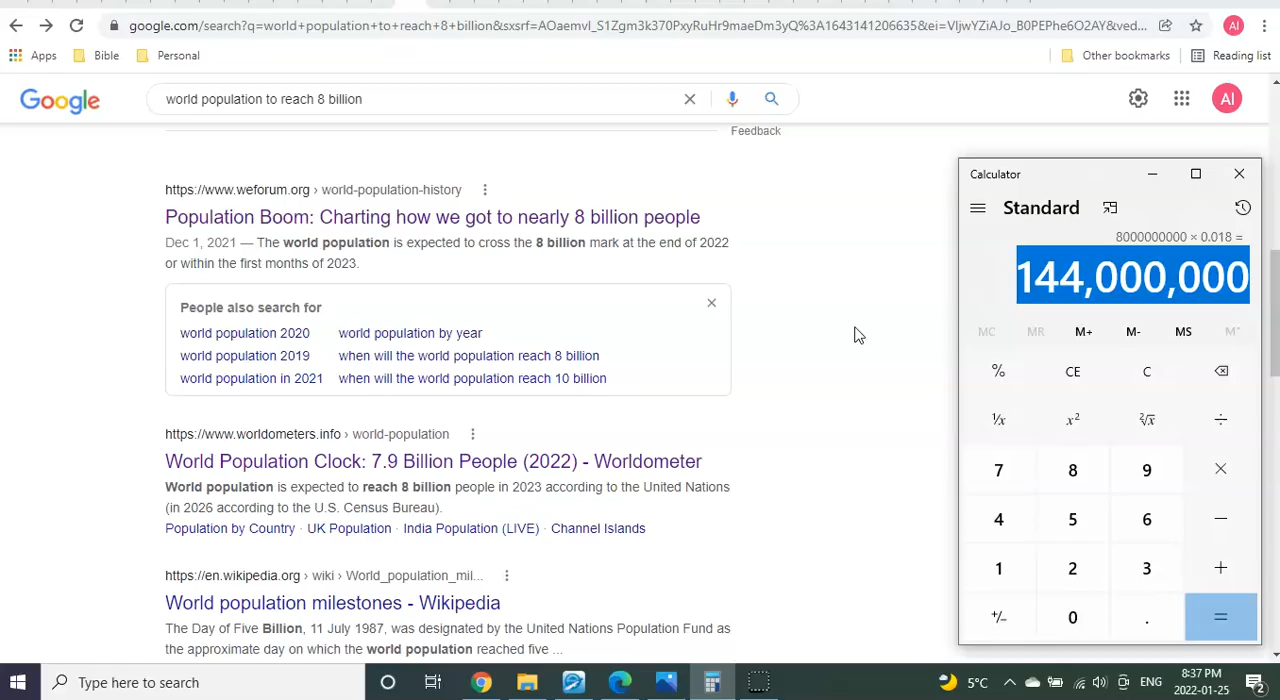 google.com/search?q=world+population+to+reach+8+billion&sxsrf=AOaemvI_S1Zgm3k370PxyRuHr9maeDm3yQ%3A1643141206635&ei=VljwYZiAJo_B0PEPhe6O2AY&ved...
AI
Apps
Bible
Personal
Other bookmarks
Reading list
Google
world population to reach 8 billion
AI
Feedback
https://www.weforum.org › world-population-history
Population Boom: Charting how we got to nearly 8 billion people
Dec 1, 2021 — The world population is expected to cross the 8 billion mark at the end of 2022
or within the first months of 2023.
People also search for
world population 2020
world population by year
world population 2019
when will the world population reach 8 billion
world population in 2021
when will the world population reach 10 billion
https://www.worldometers.info › world-population
World Population Clock: 7.9 Billion People (2022) - Worldometer
World population is expected to reach 8 billion people in 2023 according to the United Nations
(in 2026 according to the U.S. Census Bureau).
Population by Country · UK Population · India Population (LIVE) · Channel Islands
https://en.wikipedia.org › wiki › World_population_mil...
World population milestones - Wikipedia
The Day of Five Billion, 11 July 1987, was designated by the United Nations Population Fund as
the approximate day on which the world population reached five ...
Calculator
Standard
8000000000 × 0.018 =
144,000,000
MC MR M+ M- MS M˅
% CE C
¹/x x² ²√x ÷
7 8 9 ×
4 5 6 −
1 2 3 +
+/− 0 . =
Type here to search
5°C
ENG
8:37 PM
2022-01-25
2